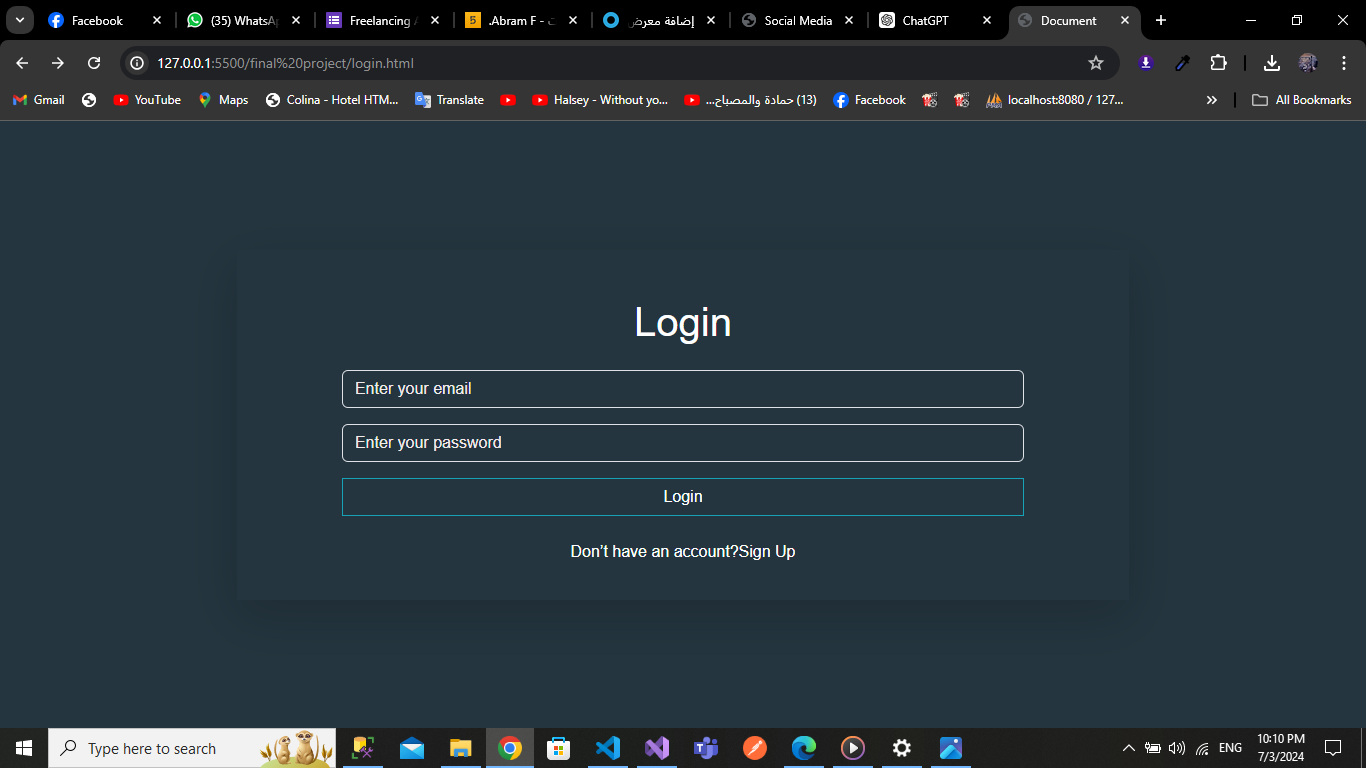 Facebook
(35) WhatsA
Freelancing A
.Abram F - ت
إضافة معرض
Social Media
ChatGPT
Document
127.0.0.1:5500/final%20project/login.html
Gmail
YouTube
Maps
Colina - Hotel HTM...
Translate
Halsey - Without yo...
(13) حمادة والمصباح...
Facebook
localhost:8080 / 127...
»
All Bookmarks
Login
Enter your email
Enter your password
Login
Don't have an account?Sign Up
Type here to search
ENG
10:10 PM
7/3/2024